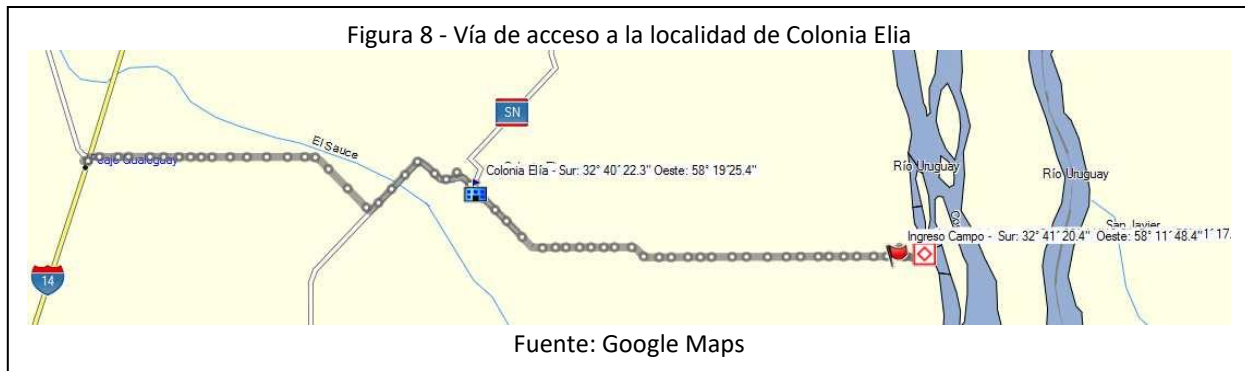 Figura 8 - Vía de acceso a la localidad de Colonia Elia
SN
El Sauce
Colonia Elía - Sur: 32° 40´22.3'' Oeste: 58° 19'25.4''
Río Uruguay
Río Uruguay
San Javier
Ingreso Campo - Sur: 32° 41´20.4'' Oeste: 58° 11´48.4''
14
Fuente: Google Maps